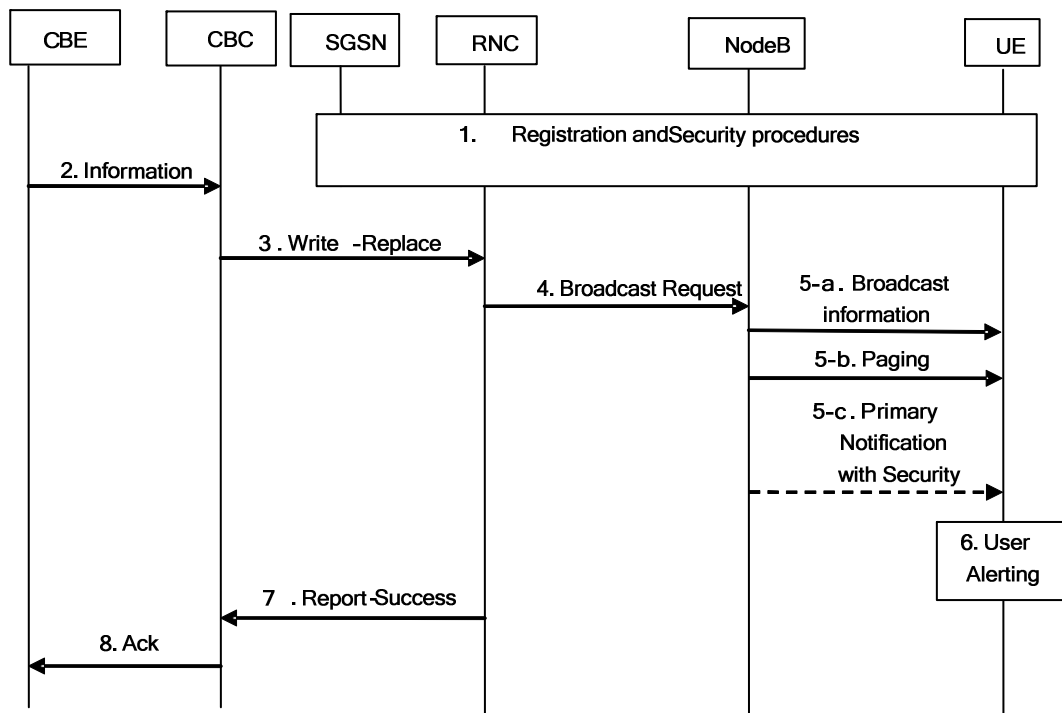 CBE
CBC
SGSN
RNC
NodeB
UE
1. Registration andSecurity procedures
2. Information
3 . Write -Replace
4. Broadcast Request
5-a . Broadcast
information
5-b. Paging
5-c . Primary
Notification
with Security
6. User
Alerting
7 . Report-Success
8. Ack